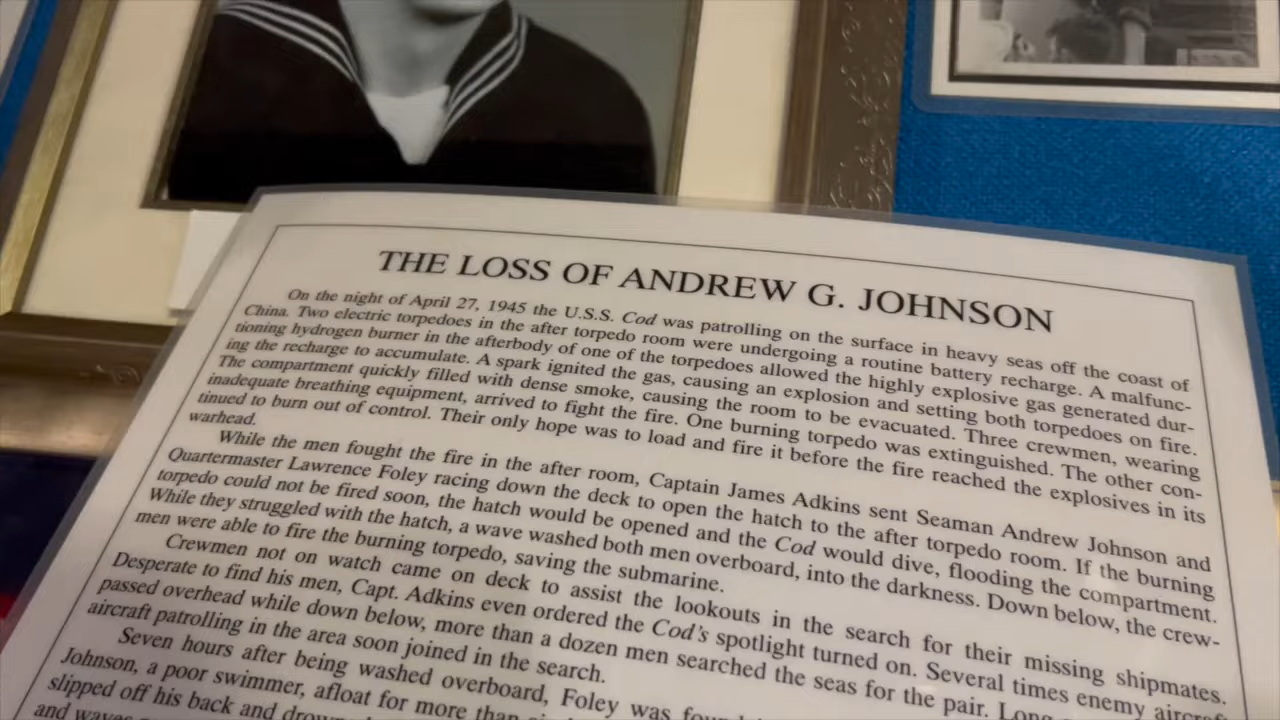 THE LOSS OF ANDREW G. JOHNSON
On the night of April 27, 1945 the U.S.S. Cod was patrolling on the surface in heavy seas off the coast of
China. Two electric torpedoes in the after torpedo room were undergoing a routine battery recharge. A malfunc-
tioning hydrogen burner in the afterbody of one of the torpedoes allowed the highly explosive gas generated dur-
ing the recharge to accumulate. A spark ignited the gas, causing an explosion and setting both torpedoes on fire.
The compartment quickly filled with dense smoke, causing the room to be evacuated. Three crewmen, wearing
inadequate breathing equipment, arrived to fight the fire. One burning torpedo was extinguished. The other con-
tinued to burn out of control. Their only hope was to load and fire it before the fire reached the explosives in its
warhead.
While the men fought the fire in the after room, Captain James Adkins sent Seaman Andrew Johnson and
Quartermaster Lawrence Foley racing down the deck to open the hatch to the after torpedo room. If the burning
torpedo could not be fired soon, the hatch would be opened and the Cod would dive, flooding the compartment.
While they struggled with the hatch, a wave washed both men overboard, into the darkness. Down below, the crew-
men were able to fire the burning torpedo, saving the submarine.
Crewmen not on watch came on deck to assist the lookouts in the search for their missing shipmates.
Desperate to find his men, Capt. Adkins even ordered the Cod's spotlight turned on. Several times enemy aircraft
passed overhead while down below, more than a dozen men searched the seas for the pair. Long
aircraft patrolling in the area soon joined in the search.
Seven hours after being washed overboard, Foley was
Johnson, a poor swimmer, afloat for more than
slipped off his back and
and